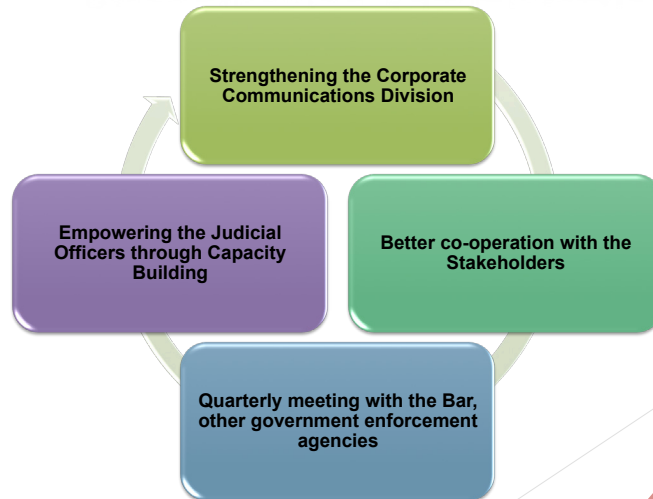 Strengthening the Corporate
Communications Division
Better co-operation with the
Stakeholders
Quarterly meeting with the Bar,
other government enforcement
agencies
Empowering the Judicial
Officers through Capacity
Building